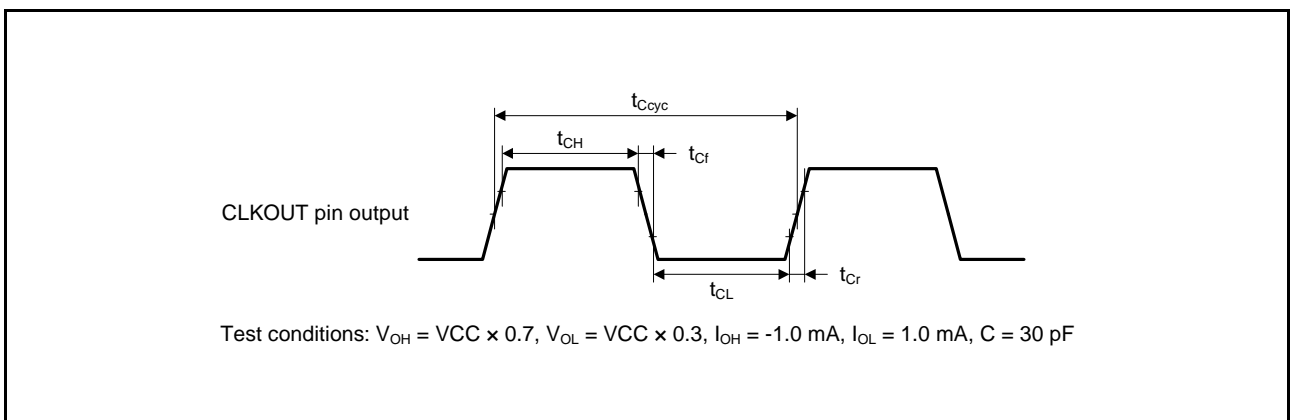 tCcyc
tCH
tCf
CLKOUT pin output
tCL
tCr
Test conditions: VOH = VCC × 0.7, VOL = VCC × 0.3, IOH = -1.0 mA, IOL = 1.0 mA, C = 30 pF